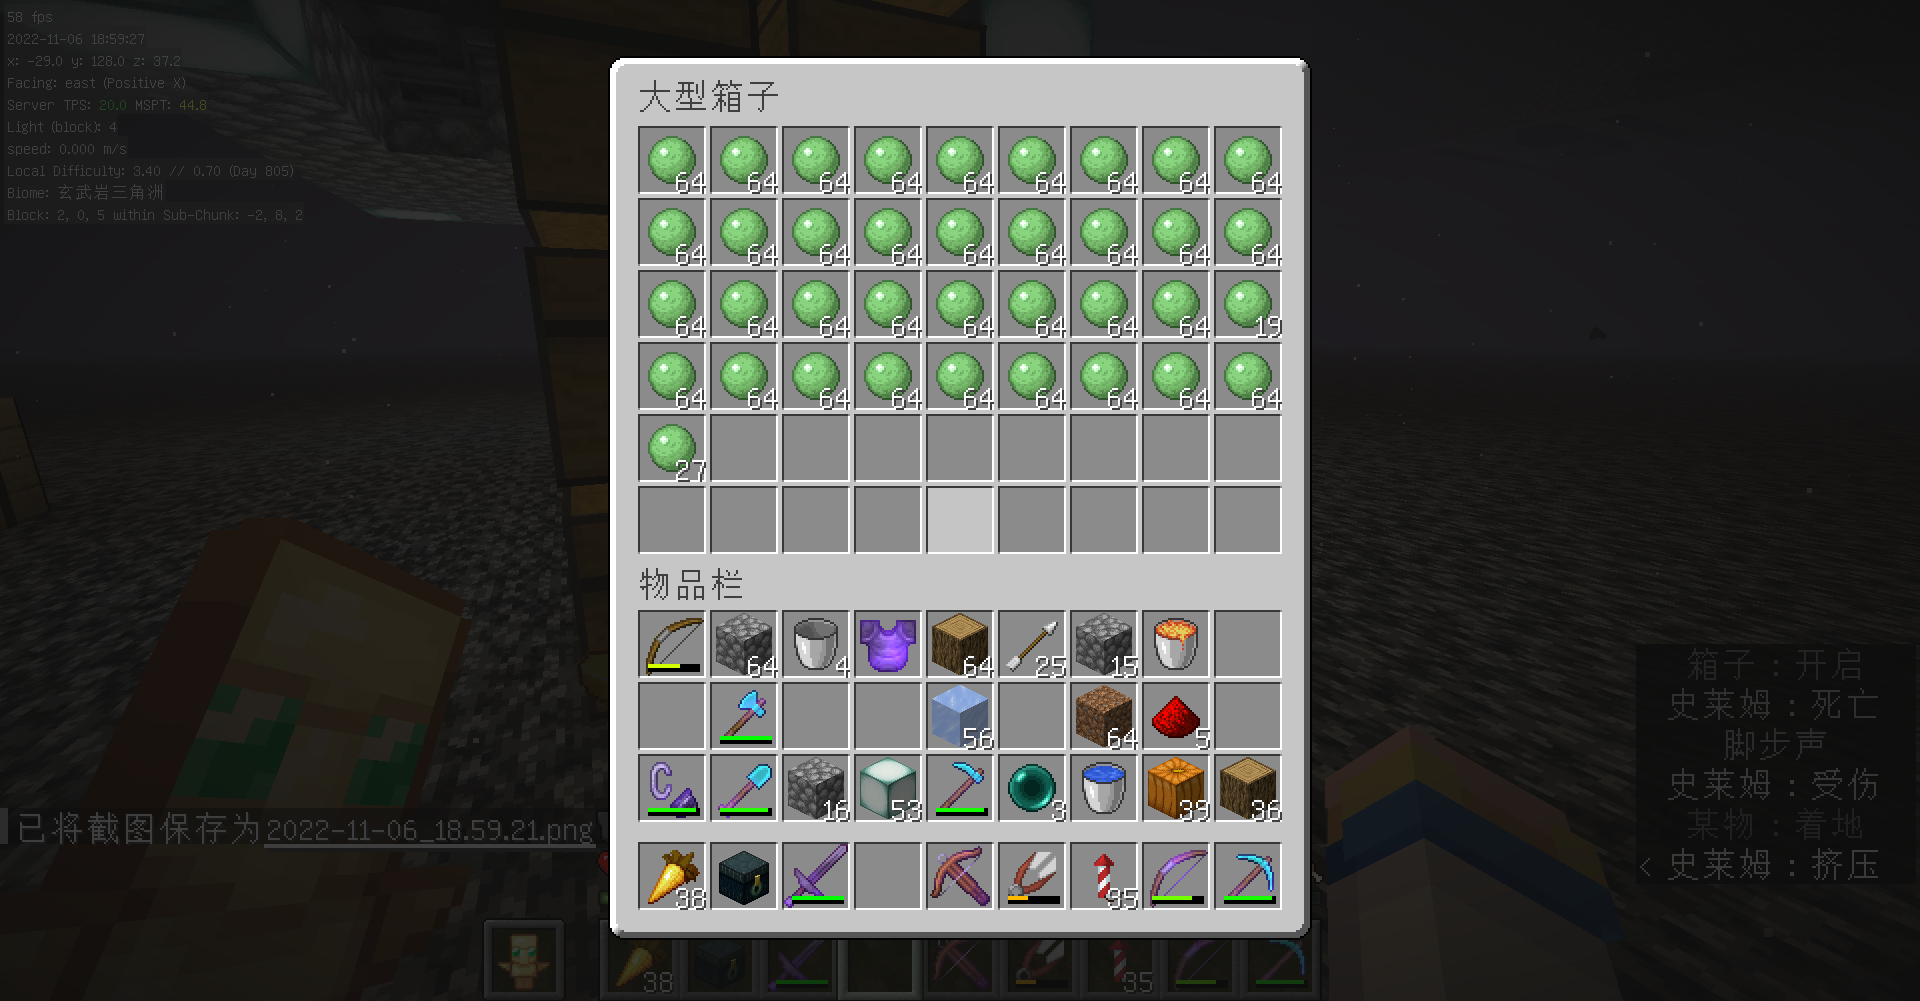 58 fps
2022-11-06 18:59:27
x: -29.0 y: 128.0 z: 37.2
Facing: east (Positive X)
Server TPS: 20.0 MSPT: 44.8
Light (block): 4
speed: 0.000 m/s
Local Difficulty: 3.40 // 0.70 (Day 805)
Biome: 玄武岩三角洲
Block: 2, 0, 5 within Sub-Chunk: -2, 8, 2
大型箱子
64 64 64 64 64 64 64 64 64
64 64 64 64 64 64 64 64 64
64 64 64 64 64 64 64 64 19
64 64 64 64 64 64 64 64 64
27
物品栏
64 4 64 25 15
56 64 5
C 16 53 3 39 36
38 35
箱子：开启
史莱姆：死亡
脚步声
史莱姆：受伤
某物：着地
< 史莱姆：挤压
已将截图保存为2022-11-06_18.59.21.png
38 35